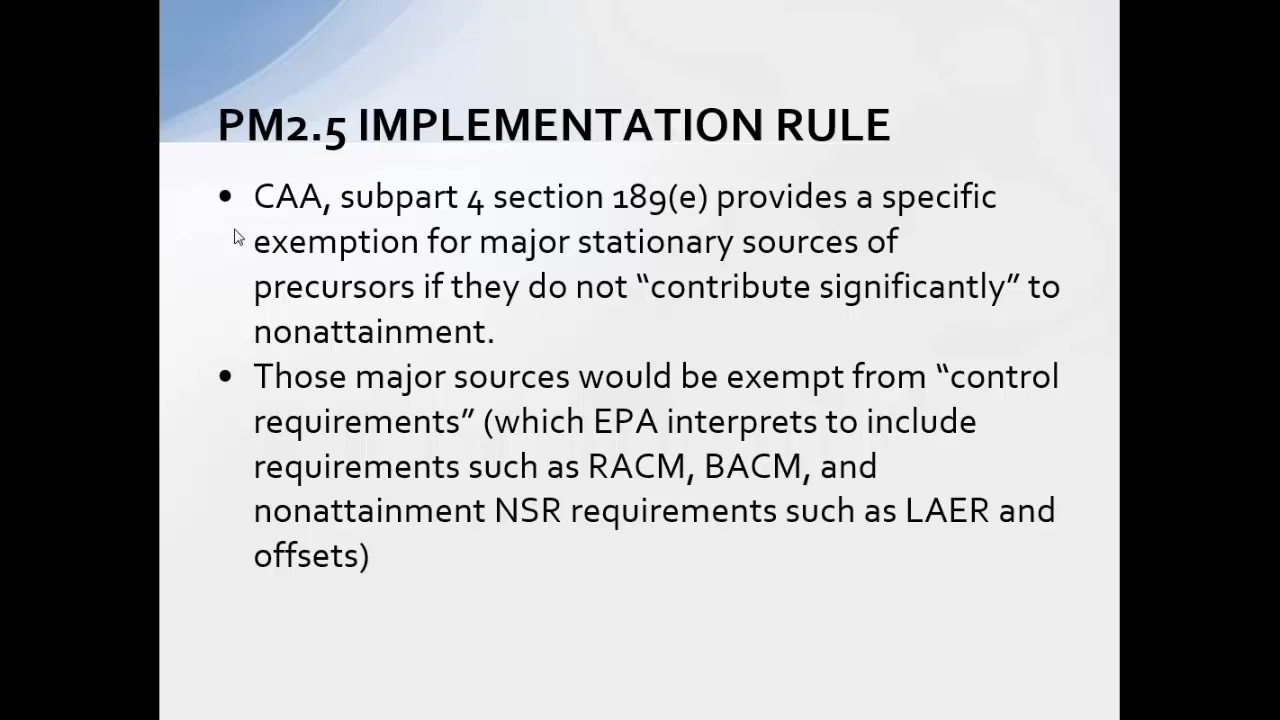 PM2.5 IMPLEMENTATION RULE
• CAA, subpart 4 section 189(e) provides a specific
exemption for major stationary sources of
precursors if they do not “contribute significantly” to
nonattainment.
• Those major sources would be exempt from “control
requirements” (which EPA interprets to include
requirements such as RACM, BACM, and
nonattainment NSR requirements such as LAER and
offsets)